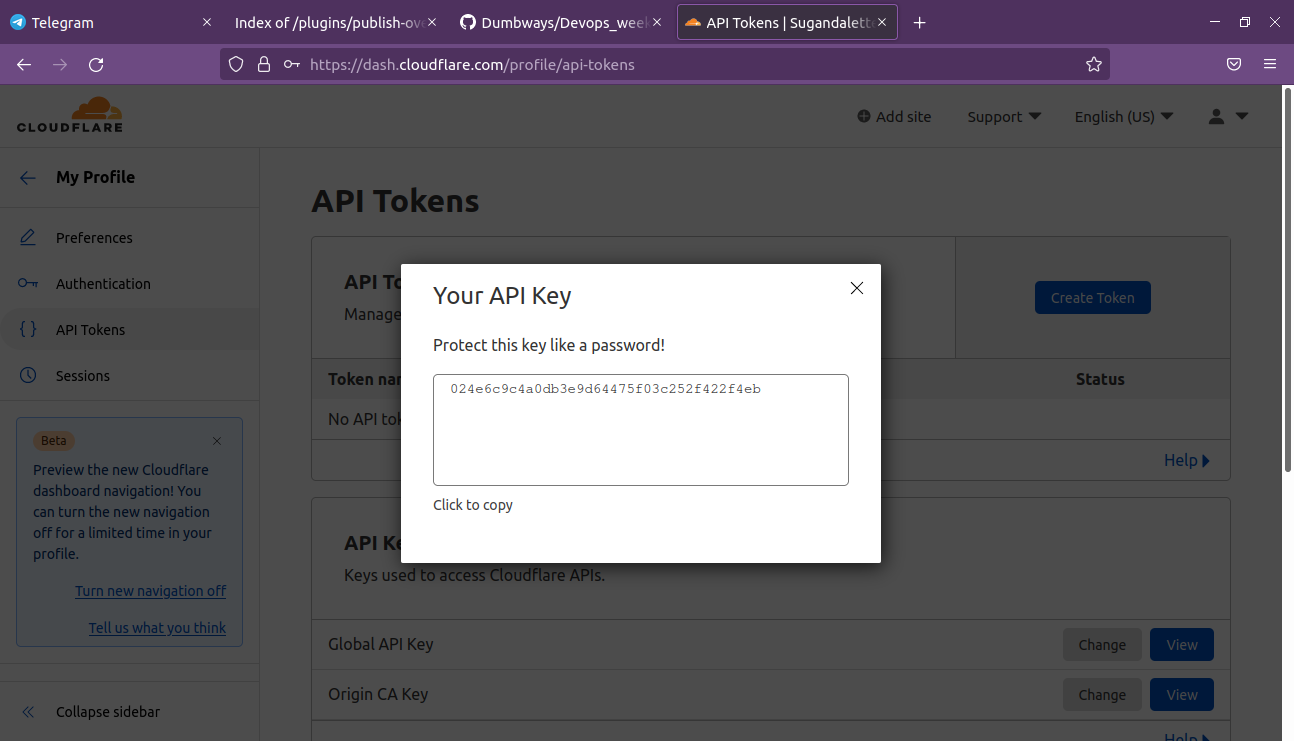 Telegram
Index of /plugins/publish-ove
Dumbways/Devops_week
API Tokens | Sugandalette
https://dash.cloudflare.com/profile/api-tokens
CLOUDFLARE
Add site
Support
English (US)
My Profile
Preferences
Authentication
API Tokens
Sessions
Beta
Preview the new Cloudflare
dashboard navigation! You
can turn the new navigation
off for a limited time in your
profile.
Turn new navigation off
Tell us what you think
Collapse sidebar
API Tokens
API To
Manage
Create Token
Token nam
Status
No API tok
Help
Your API Key
Protect this key like a password!
024e6c9c4a0db3e9d64475f03c252f422f4eb
Click to copy
API Ke
Keys used to access Cloudflare APIs.
Global API Key
Change
View
Origin CA Key
Change
View
Help